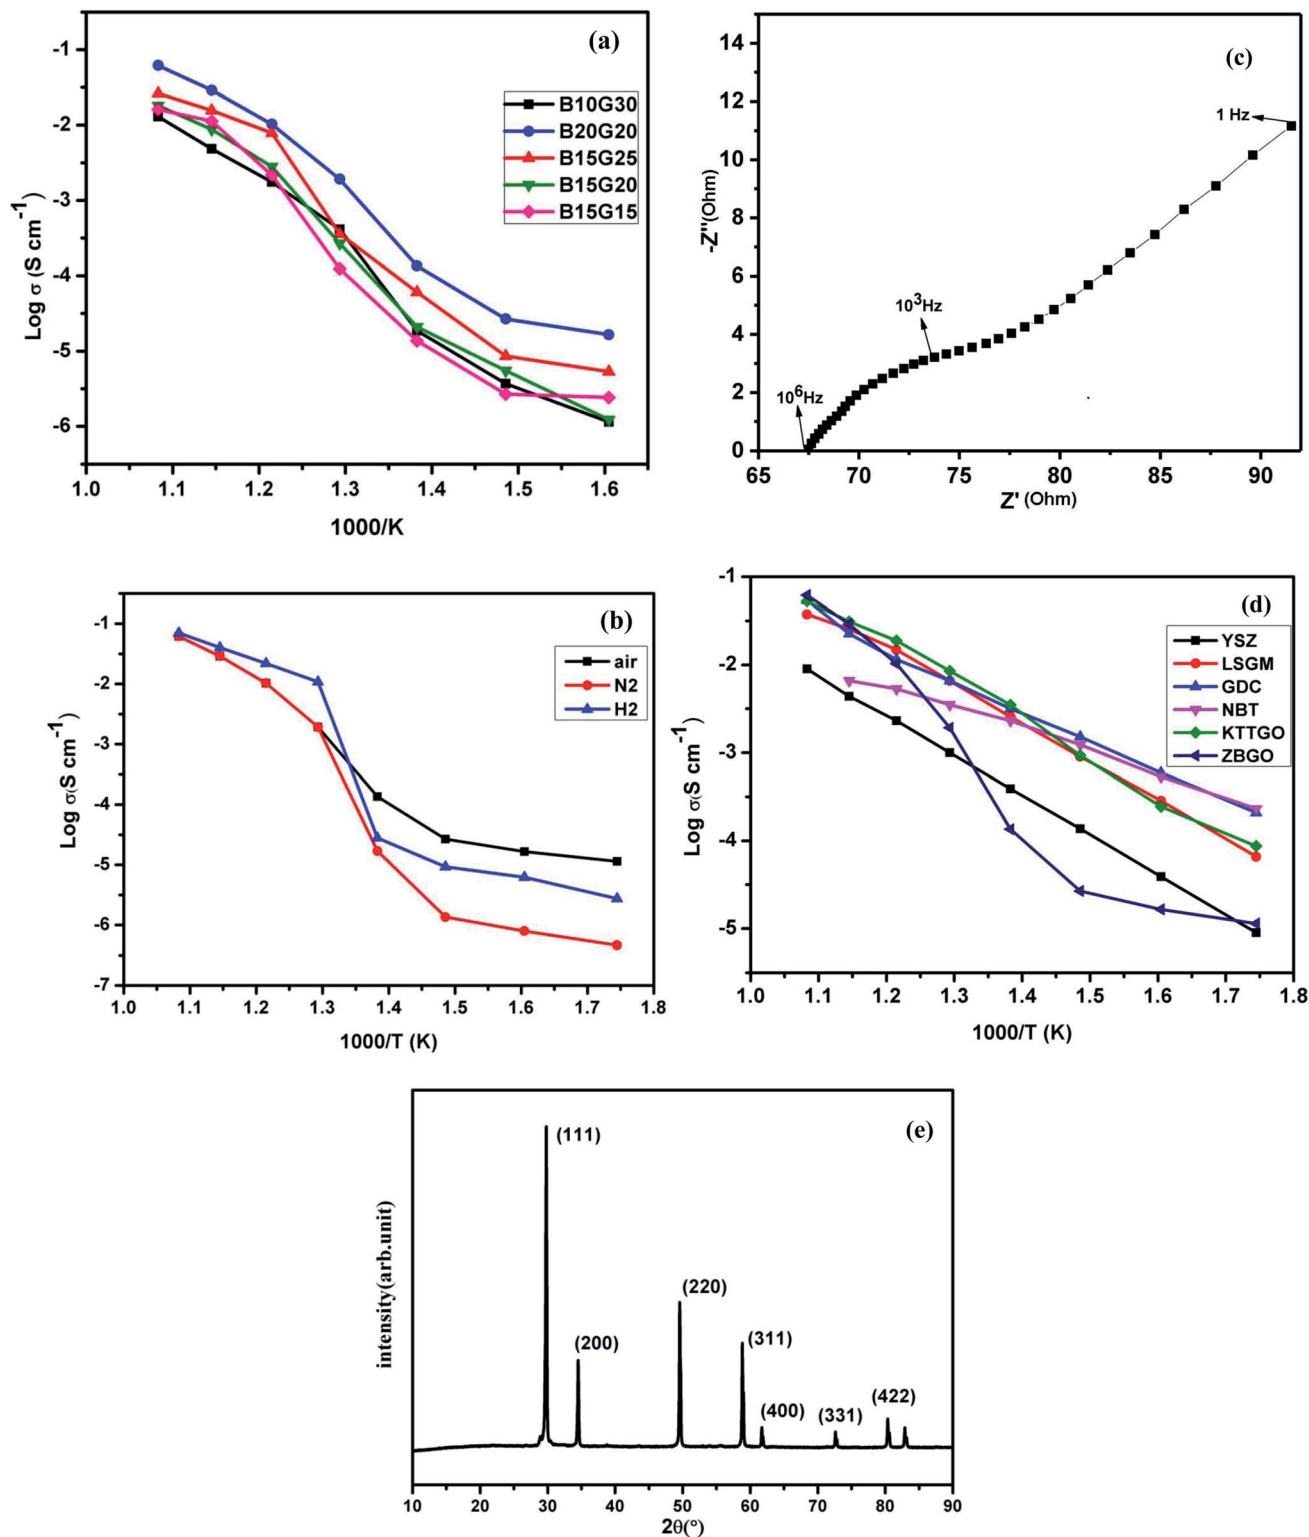 (a)
-1
-2
-3
-4
-5
-6
Log σ (S cm-1)
B10G30
B20G20
B15G25
B15G20
B15G15
1.0 1.1 1.2 1.3 1.4 1.5 1.6
1000/K
(c)
14
12
10
8
6
4
2
0
-Z''(Ohm)
1 Hz
103Hz
106Hz
65 70 75 80 85 90
Z' (Ohm)
(b)
-1
-2
-3
-4
-5
-6
-7
Log σ(S cm-1)
air
N2
H2
1.0 1.1 1.2 1.3 1.4 1.5 1.6 1.7 1.8
1000/T (K)
(d)
-1
-2
-3
-4
-5
Log σ(S cm-1)
YSZ
LSGM
GDC
NBT
KTTGO
ZBGO
1.0 1.1 1.2 1.3 1.4 1.5 1.6 1.7 1.8
1000/T (K)
(e)
intensity(arb.unit)
(111)
(200)
(220)
(311)
(400)
(331)
(422)
10 20 30 40 50 60 70 80 90
2θ(°)